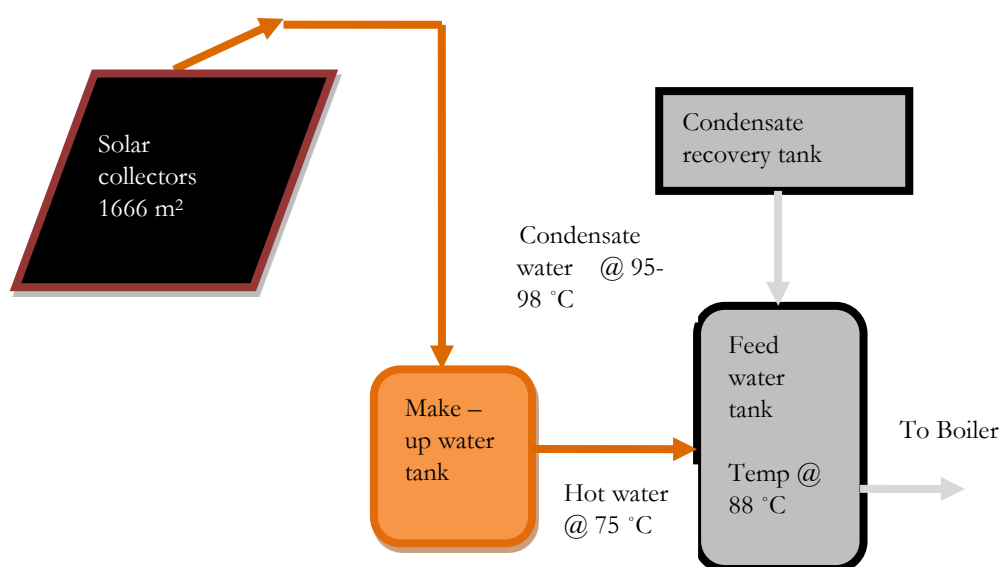 Solar
collectors
1666 m²
Condensate
recovery tank
Condensate
water @ 95-
98 ˚C
Feed
water
tank
Temp @
88 ˚C
Make –
up water
tank
Hot water
@ 75 ˚C
To Boiler